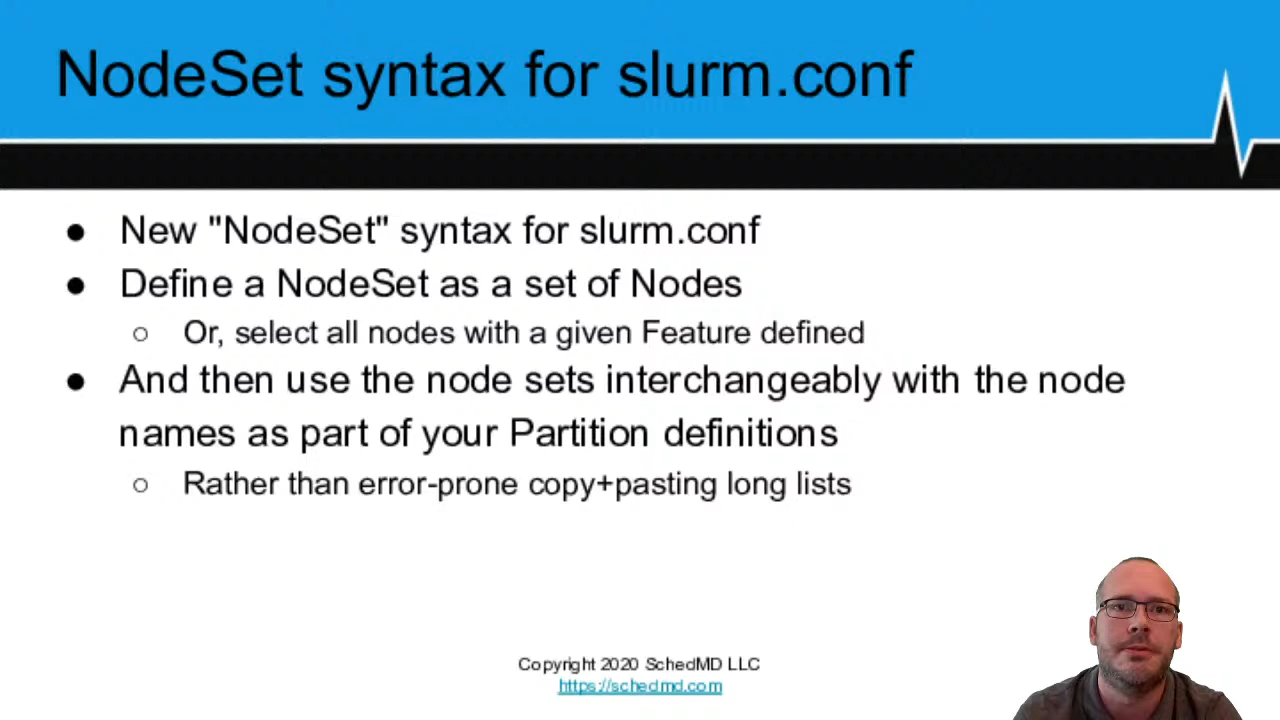 NodeSet syntax for slurm.conf
● New "NodeSet" syntax for slurm.conf
● Define a NodeSet as a set of Nodes
○ Or, select all nodes with a given Feature defined
● And then use the node sets interchangeably with the node
names as part of your Partition definitions
○ Rather than error-prone copy+pasting long lists
Copyright 2020 SchedMD LLC
https://schedmd.com